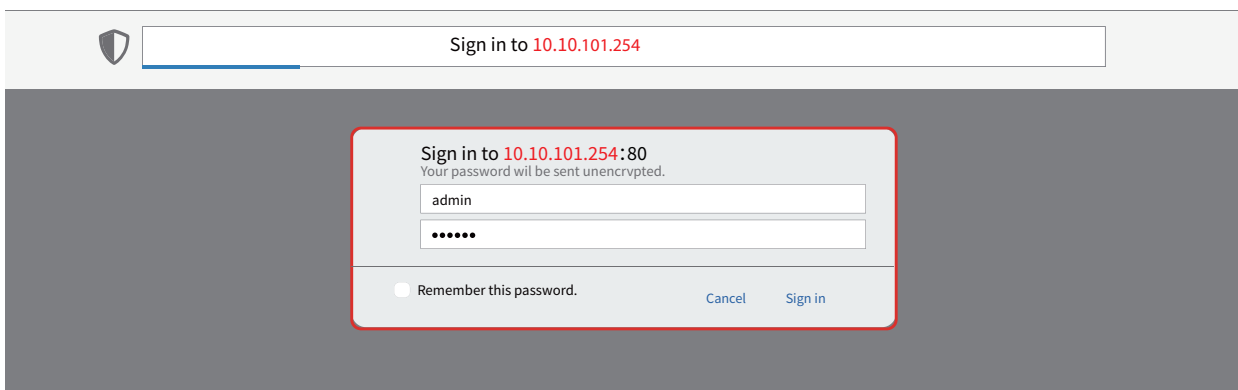 Sign in to 10.10.101.254
Sign in to 10.10.101.254:80
Your password wil be sent unencrvpted.
admin
••••••
Remember this password.
Cancel Sign in